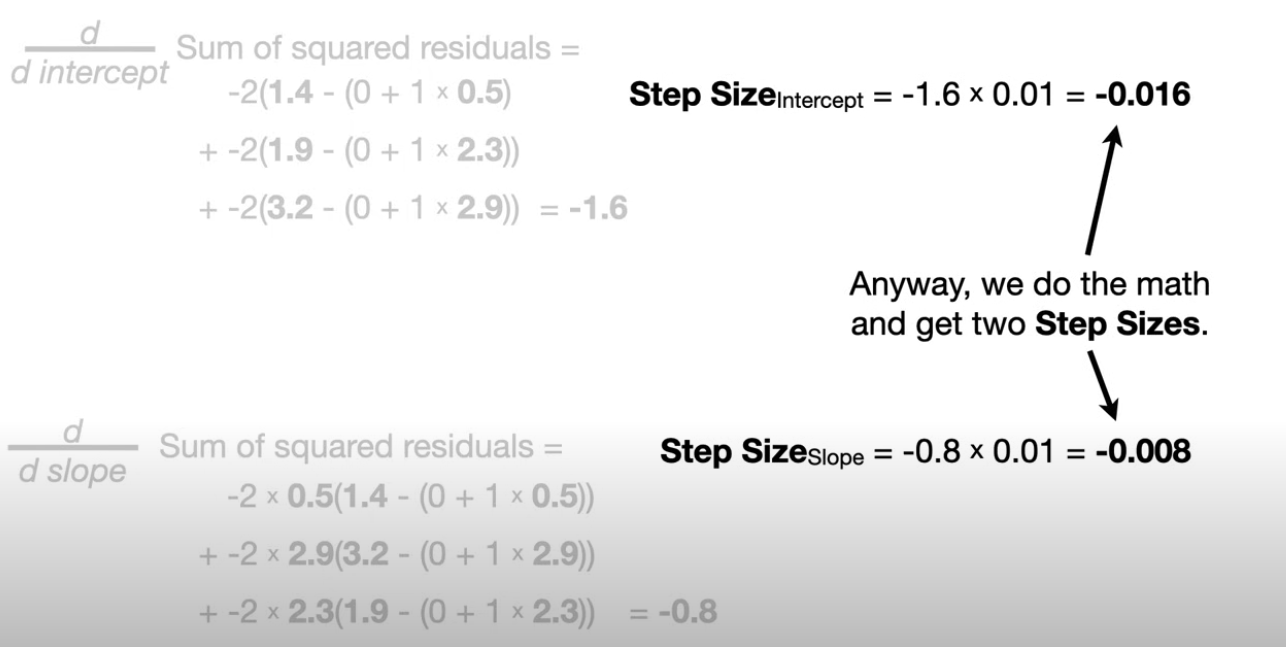 d
d intercept
Sum of squared residuals =
-2(1.4 - (0 + 1 × 0.5)
+ -2(1.9 - (0 + 1 × 2.3))
+ -2(3.2 - (0 + 1 × 2.9)) = -1.6
Step SizeIntercept = -1.6 × 0.01 = -0.016
Anyway, we do the math
and get two Step Sizes.
Step SizeSlope = -0.8 × 0.01 = -0.008
d
d slope
Sum of squared residuals =
-2 × 0.5(1.4 - (0 + 1 × 0.5))
+ -2 × 2.9(3.2 - (0 + 1 × 2.9))
+ -2 × 2.3(1.9 - (0 + 1 × 2.3)) = -0.8